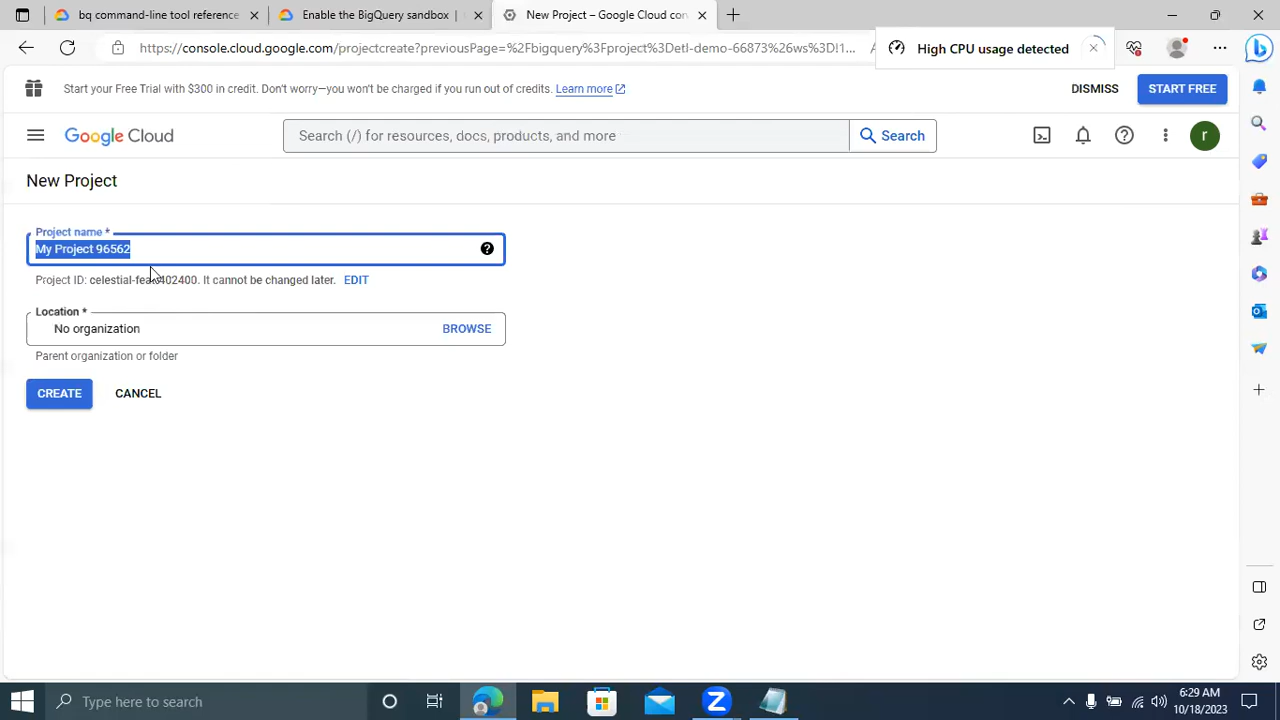 bq command-line tool reference
Enable the BigQuery sandbox |
New Project – Google Cloud con
https://console.cloud.google.com/projectcreate?previousPage=%2Fbigquery%3Fproject%3Detl-demo-66873%26ws%3D!1...
High CPU usage detected
Start your Free Trial with $300 in credit. Don't worry—you won't be charged if you run out of credits. Learn more
DISMISS
START FREE
Google Cloud
Search (/) for resources, docs, products, and more
Search
r
New Project
Project name *
My Project 96562
Project ID: 402400. It cannot be changed later. EDIT
Location *
No organization
BROWSE
Parent organization or folder
CREATE
CANCEL
Type here to search
6:29 AM
10/18/2023